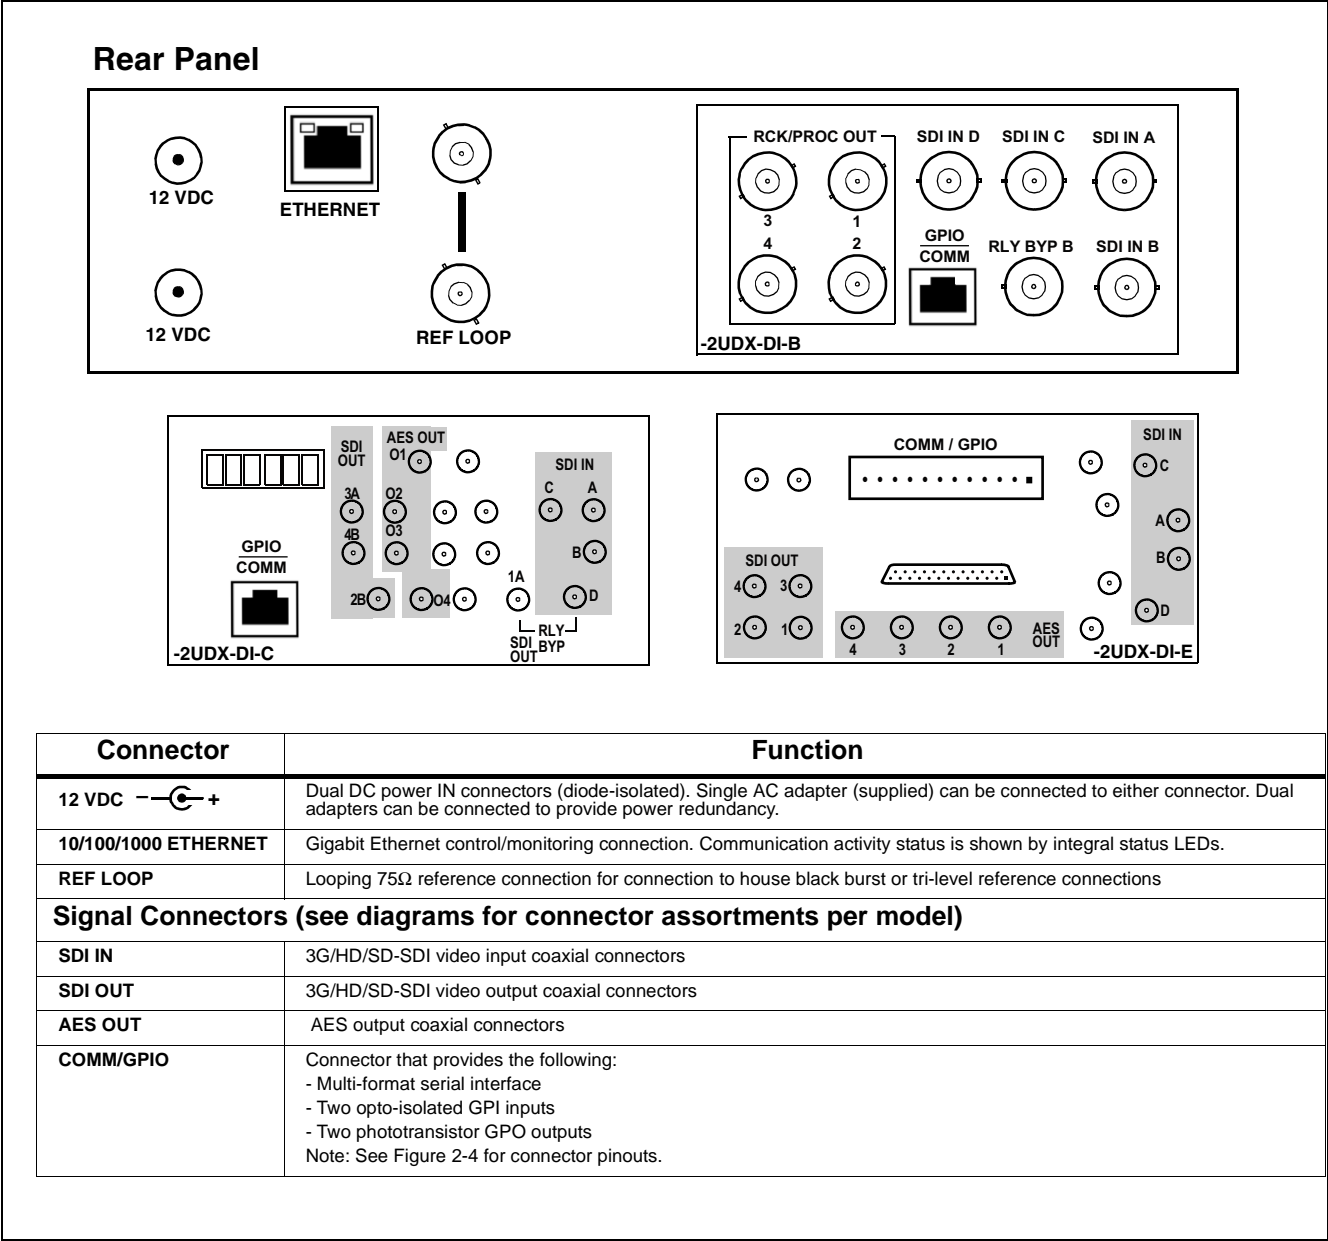 Rear Panel
12 VDC
ETHERNET
12 VDC
REF LOOP
RCK/PROC OUT
SDI IN D
SDI IN C
SDI IN A
3
1
4
2
GPIO
COMM
RLY BYP B
SDI IN B
-2UDX-DI-B
SDI
OUT
AES OUT
O1
3A
O2
4B
O3
2B
O4
SDI IN
C
A
B
D
1A
RLY
BYP
SDI
OUT
GPIO
COMM
-2UDX-DI-C
COMM / GPIO
SDI IN
C
A
B
D
SDI OUT
4
3
2
1
4
3
2
1
AES
OUT
-2UDX-DI-E
Connector
Function
12 VDC − +
Dual DC power IN connectors (diode-isolated). Single AC adapter (supplied) can be connected to either connector. Dual
adapters can be connected to provide power redundancy.
10/100/1000 ETHERNET
Gigabit Ethernet control/monitoring connection. Communication activity status is shown by integral status LEDs.
REF LOOP
Looping 75Ω reference connection for connection to house black burst or tri-level reference connections
Signal Connectors (see diagrams for connector assortments per model)
SDI IN
3G/HD/SD-SDI video input coaxial connectors
SDI OUT
3G/HD/SD-SDI video output coaxial connectors
AES OUT
AES output coaxial connectors
COMM/GPIO
Connector that provides the following:
- Multi-format serial interface
- Two opto-isolated GPI inputs
- Two phototransistor GPO outputs
Note: See Figure 2-4 for connector pinouts.